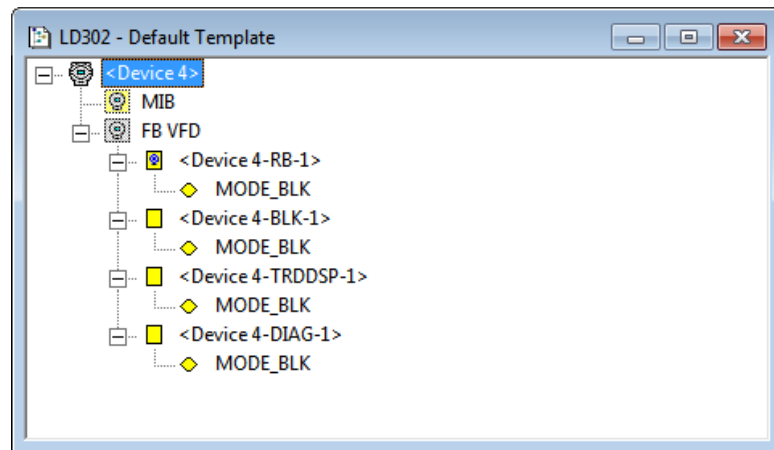 LD302 - Default Template
<Device 4>
MIB
FB VFD
<Device 4-RB-1>
MODE_BLK
<Device 4-BLK-1>
MODE_BLK
<Device 4-TRDDSP-1>
MODE_BLK
<Device 4-DIAG-1>
MODE_BLK